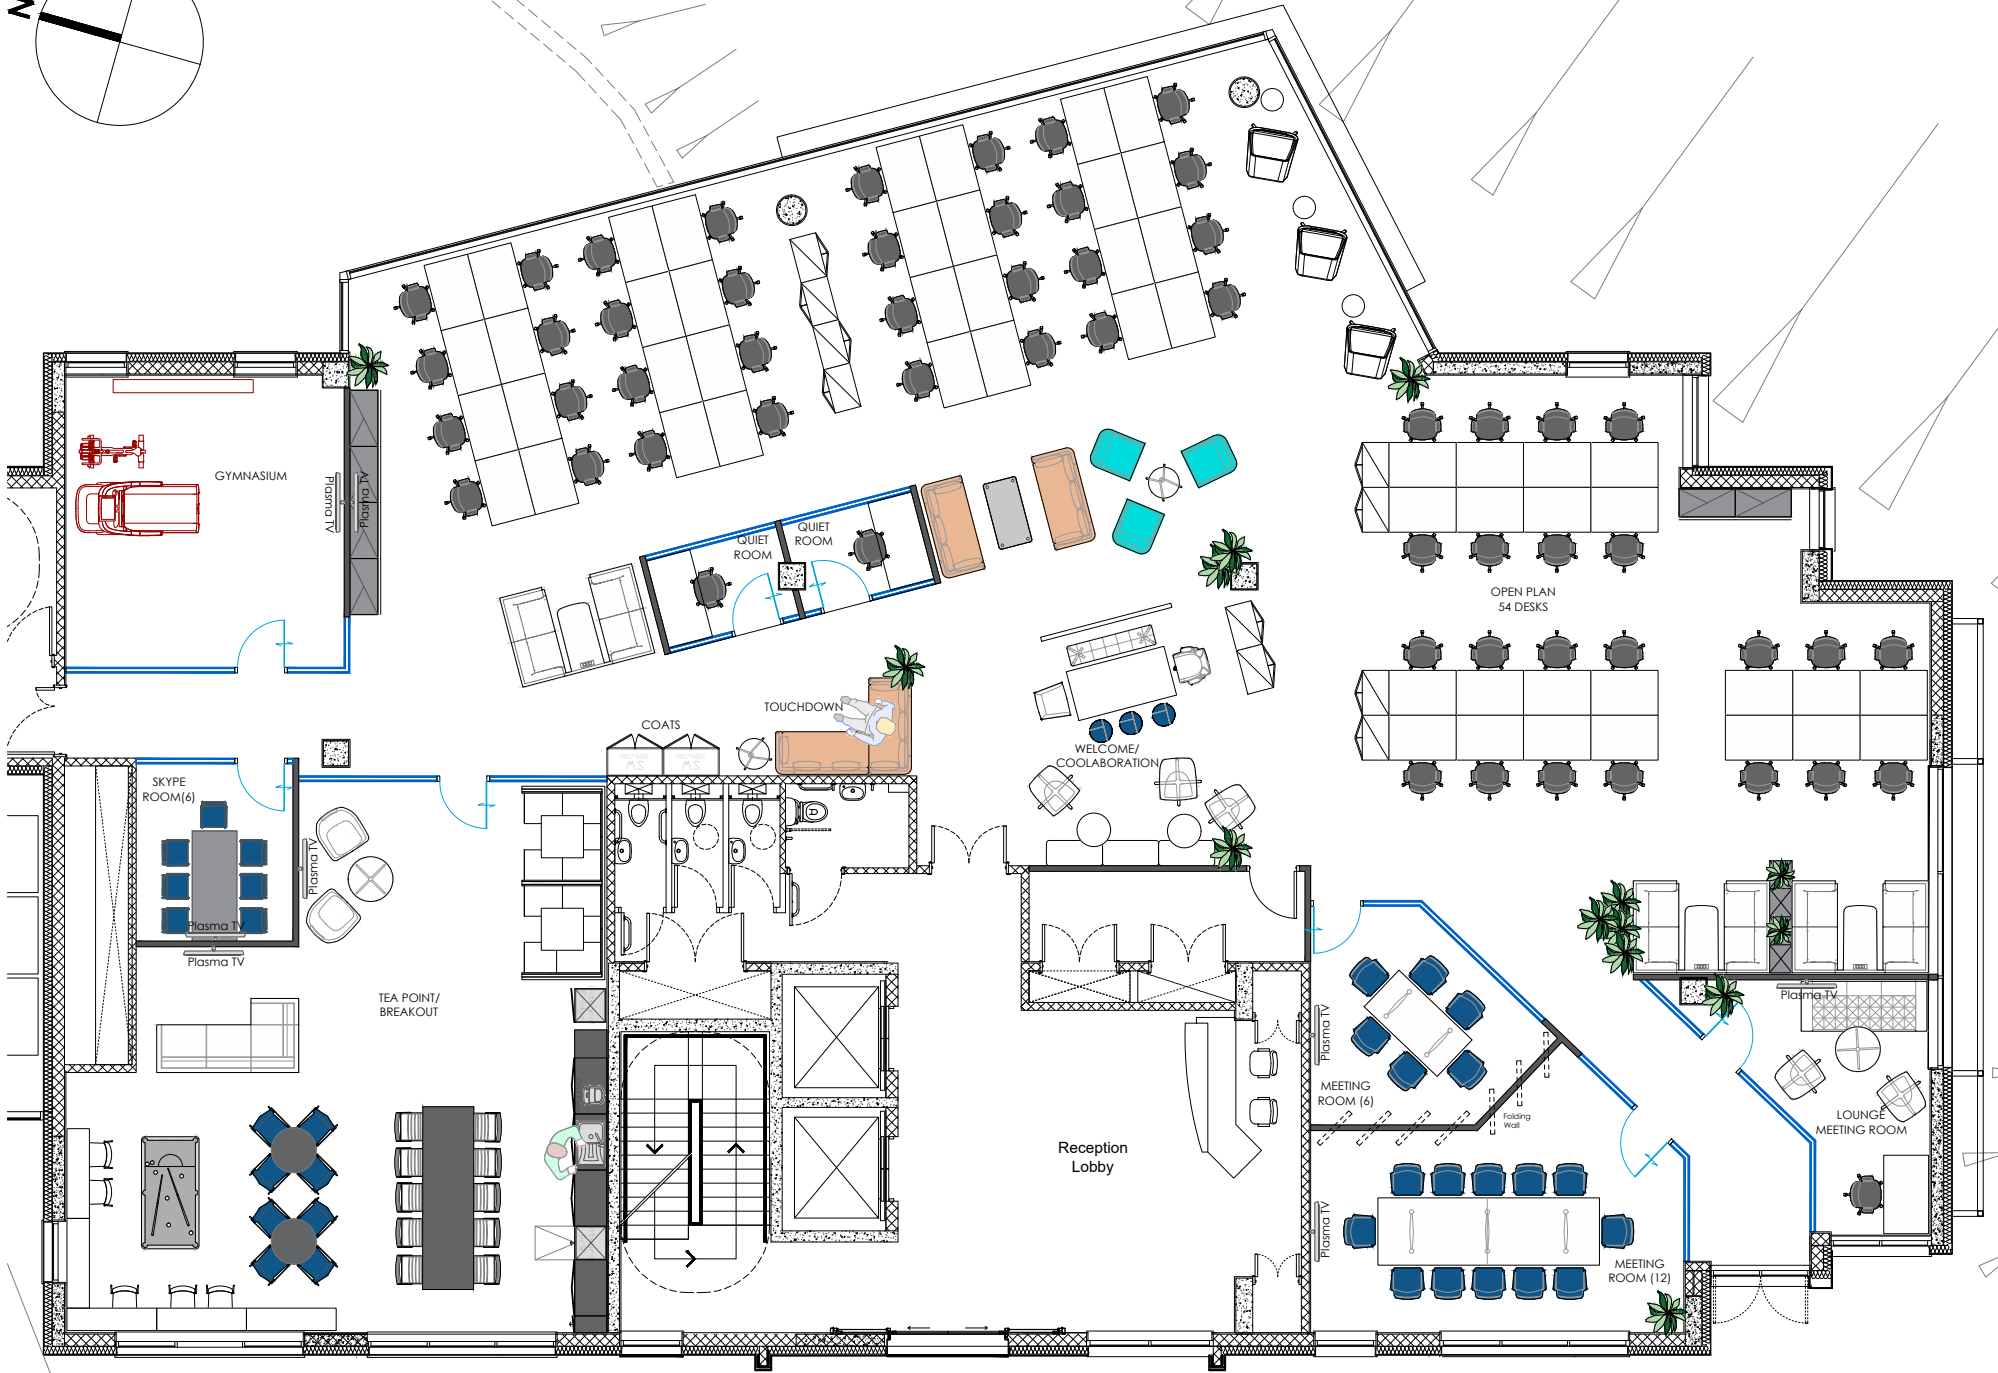 N
GYMNASIUM
Plasma TV
Plasma TV
QUIET
ROOM
QUIET
ROOM
OPEN PLAN
54 DESKS
TOUCHDOWN
COATS
WELCOME/
COOLABORATION
SKYPE
ROOM(6)
Plasma TV
Plasma TV
Plasma TV
TEA POINT/
BREAKOUT
Plasma TV
Plasma TV
MEETING
ROOM (6)
Folding
Wall
LOUNGE
MEETING ROOM
Reception
Lobby
Plasma TV
MEETING
ROOM (12)